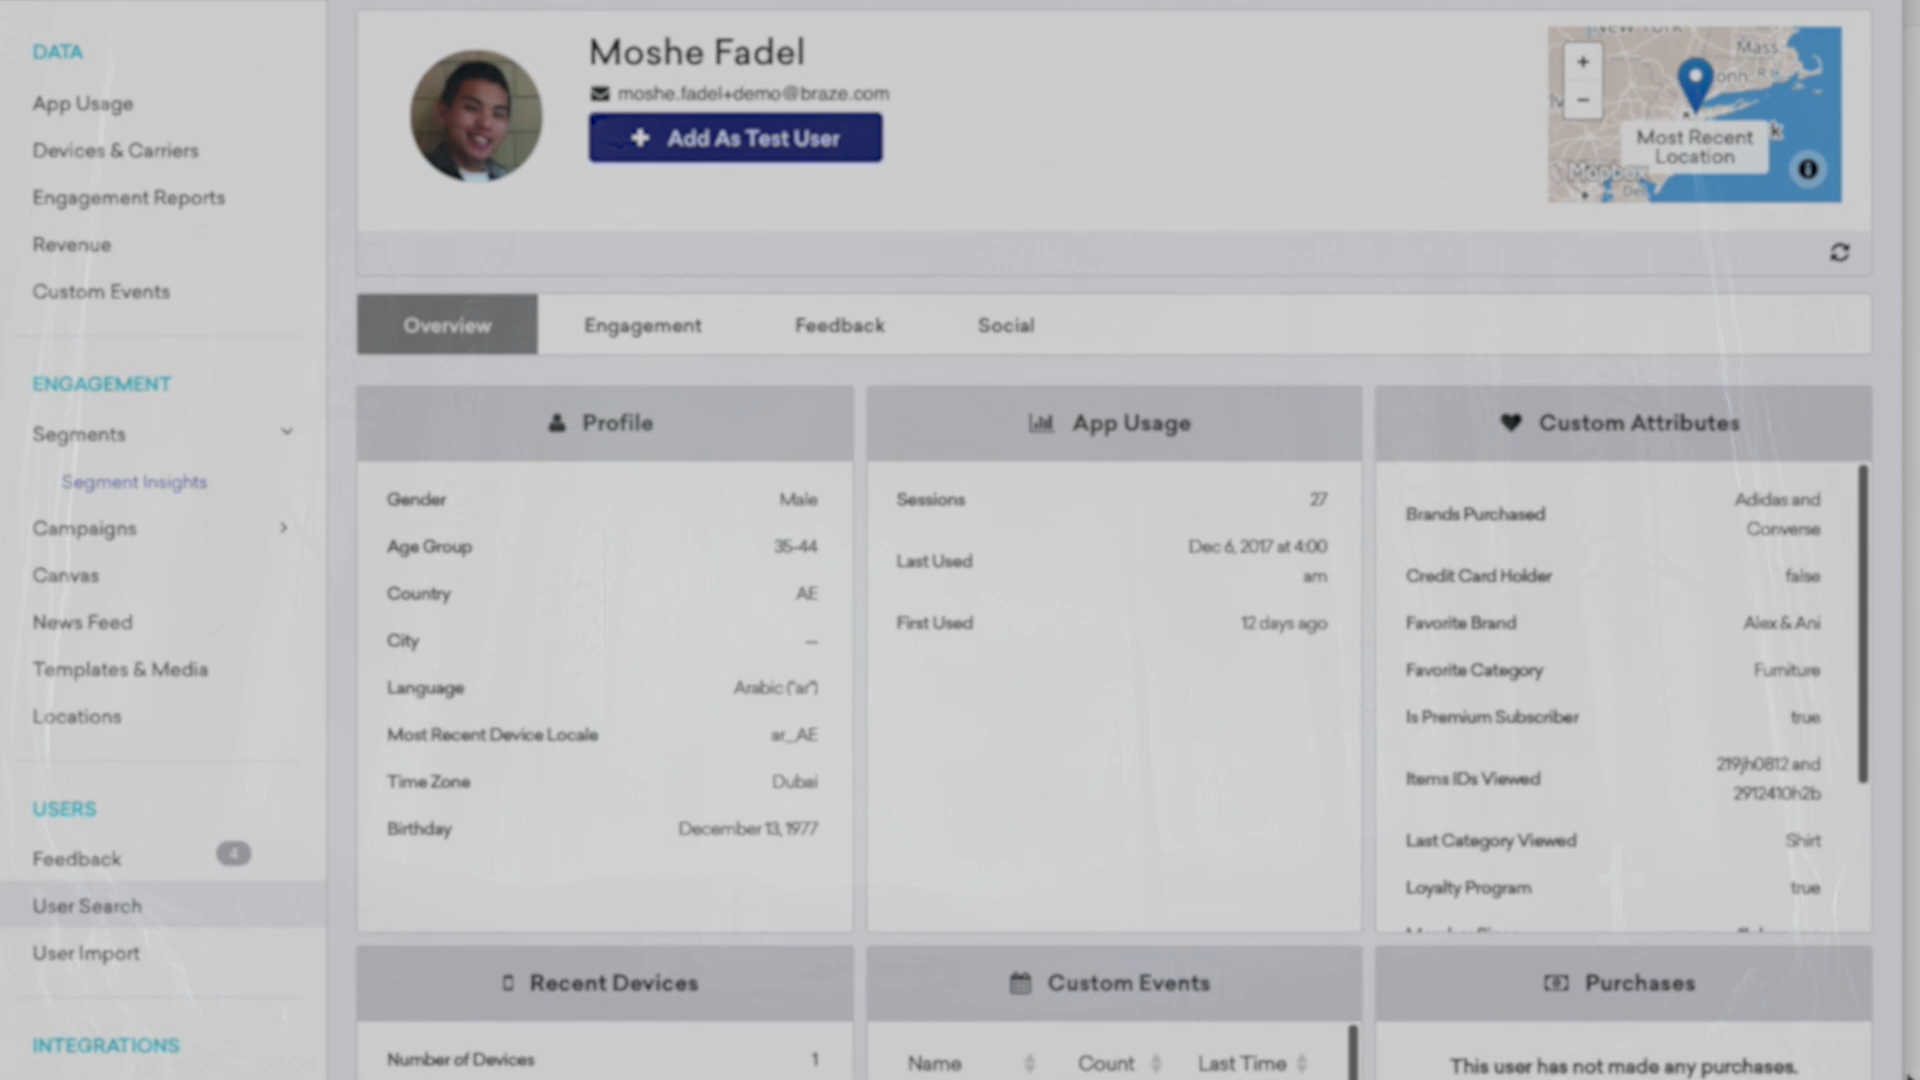 DATA
App Usage
Devices & Carriers
Engagement Reports
Revenue
Custom Events
ENGAGEMENT
Segments
Segment Insights
Campaigns
Canvas
News Feed
Templates & Media
Locations
USERS
Feedback 4
User Search
User Import
INTEGRATIONS
Moshe Fadel
moshe.fadel+demo@braze.com
+ Add As Test User
New York
Mass.
onn R Is.
+
−
Most Recent
Location
k
Mapbox
Del
Overview Engagement Feedback Social
Profile
Gender Male
Age Group 35-44
Country AE
City —
Language Arabic ("ar")
Most Recent Device Locale ar_AE
Time Zone Dubai
Birthday December 13, 1977
App Usage
Sessions 27
Last Used Dec 6, 2017 at 4:00
am
First Used 12 days ago
Custom Attributes
Brands Purchased Adidas and
Converse
Credit Card Holder false
Favorite Brand Alex & Ani
Favorite Category Furniture
Is Premium Subscriber true
Items IDs Viewed 219jh0812 and
2912410h2b
Last Category Viewed Shirt
Loyalty Program true
Recent Devices
Number of Devices 1
Custom Events
Name Count Last Time
Purchases
This user has not made any purchases.